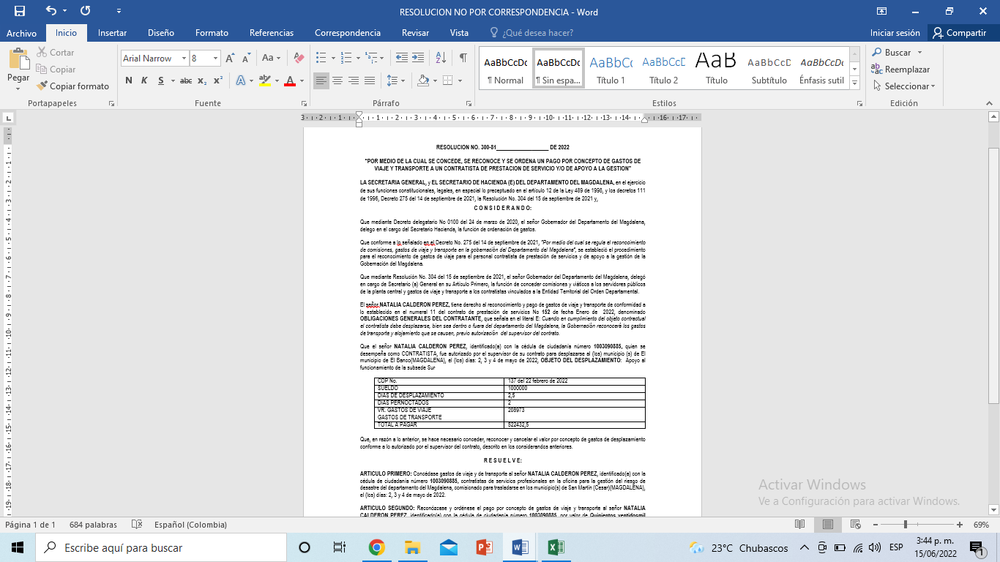 RESOLUCION NO POR CORRESPONDENCIA - Word
Archivo Inicio Insertar Diseño Formato Referencias Correspondencia Revisar Vista ¿Qué desea hacer? Iniciar sesión Compartir
Pegar
Cortar
Copiar
Copiar formato
Portapapeles
Arial Narrow 8 Aa
N K S abc x₂ x² A
Fuente
Párrafo
AaBbCcDc AaBbCcDc AaBbCc AaBbCcD AaB AaBbCcD AaBbCcDc
¶ Normal ¶ Sin espa... Título 1 Título 2 Título Subtítulo Énfasis sutil
Estilos
Buscar
Reemplazar
Seleccionar
Edición
3 2 1 1 2 3 4 5 6 7 8 9 10 11 12 13 14 16 17
RESOLUCION NO. 300-81__________________ DE 2022
"POR MEDIO DE LA CUAL SE CONCEDE, SE RECONOCE Y SE ORDENA UN PAGO POR CONCEPTO DE GASTOS DE
VIAJE Y TRANSPORTE A UN CONTRATISTA DE PRESTACION DE SERVICIO Y/O DE APOYO A LA GESTION"
LA SECRETARIA GENERAL, y EL SECRETARIO DE HACIENDA (E) DEL DEPARTAMENTO DEL MAGDALENA, en el ejercicio
de sus funciones constitucionales, legales, en especial lo preceptuado en el artículo 12 de la Ley 489 de 1998, y los decretos 111
de 1996, Decreto 275 del 14 de septiembre de 2021, la Resolución No. 304 del 15 de septiembre de 2021 y,
C O N S I D E R A N D O:
Que mediante Decreto delegatario No 0100 del 24 de marzo de 2020, el señor Gobernador del Departamento del Magdalena,
delego en el cargo del Secretario Hacienda, la función de ordenación de gastos.
Que conforme a lo señalado en el Decreto No. 275 del 14 de septiembre de 2021, "Por medio del cual se regula el reconocimiento
de comisiones, gastos de viaje y transporte en la gobernación del Departamento del Magdalena", se estableció el procedimiento
para el reconocimiento de gastos de viaje para el personal contratista de prestación de servicios y de apoyo a la gestión de la
Gobernación del Magdalena.
Que mediante Resolución No. 304 del 15 de septiembre de 2021, el señor Gobernador del Departamento del Magdalena, delegó
en cargo de Secretario (a) General en su Artículo Primero, la función de conceder comisiones y viáticos a los servidores públicos
de la planta central y gastos de viaje y transporte a los contratistas vinculados a la Entidad Territorial del Orden Departamental.
El señor NATALIA CALDERON PEREZ, tiene derecho al reconocimiento y pago de gastos de viaje y transporte de conformidad a
lo establecido en el numeral 11 del contrato de prestación de servicios No 152 de fecha Enero de 2022, denominado
OBLIGACIONES GENERALES DEL CONTRATANTE, que señala en el literal E: Cuando en cumplimiento del objeto contractual
el contratista debe desplazarse, bien sea dentro o fuera del departamento del Magdalena, la Gobernación reconocerá los gastos
de transporte y alojamiento que se causen, previo autorización del supervisor del contrato.
Que el señor NATALIA CALDERON PEREZ, identificado(a) con la cédula de ciudadanía número 1003090885, quien se
desempeña como CONTRATISTA, fue autorizado por el supervisor de su contrato para desplazarse al (los) municipio (s) de El
municipio de El Banco(MAGDALENA), el (los) días: 2, 3 y 4 de mayo de 2022, OBJETO DEL DESPLAZAMIENTO: Apoyo al
funcionamiento de la subsede Sur
CDP No. 137 del 22 febrero de 2022
SUELDO 1000000
DIAS DE DESPLAZAMIENTO 2,5
DIAS PERNOCTADOS 2
VR. GASTOS DE VIAJE 208973
GASTOS DE TRANSPORTE
TOTAL A PAGAR 522432,5
Que, en razón a lo anterior, se hace necesario conceder, reconocer y cancelar el valor por concepto de gastos de desplazamiento
conforme a lo autorizado por el supervisor del contrato, descrito en los considerandos anteriores.
R E S U E L V E:
ARTICULO PRIMERO: Concédase gastos de viaje y de transporte al señor NATALIA CALDERON PEREZ, identificado(a) con la
cédula de ciudadanía número 1003090885, contratistas de servicios profesionales en la oficina para la gestión del riesgo de
desastre del departamento del Magdalena, comisionado para trasladarse en los municipio(s) de San Martín (Cesar)(MAGDALENA),
el (los) días: 2, 3 y 4 de mayo de 2022.
ARTICULO SEGUNDO: Reconózcase y ordénese el pago por concepto de gastos de viaje y transporte al señor NATALIA
CALDERON PEREZ, identificado(a) con la cédula de ciudadanía número 1003090885, por valor de Quinientos ventidosmil
Activar Windows
Ve a Configuración para activar Windows.
Página 1 de 1 684 palabras Español (Colombia) 69%
Escribe aquí para buscar
23°C Chubascos ESP 3:44 p. m.
15/06/2022
1